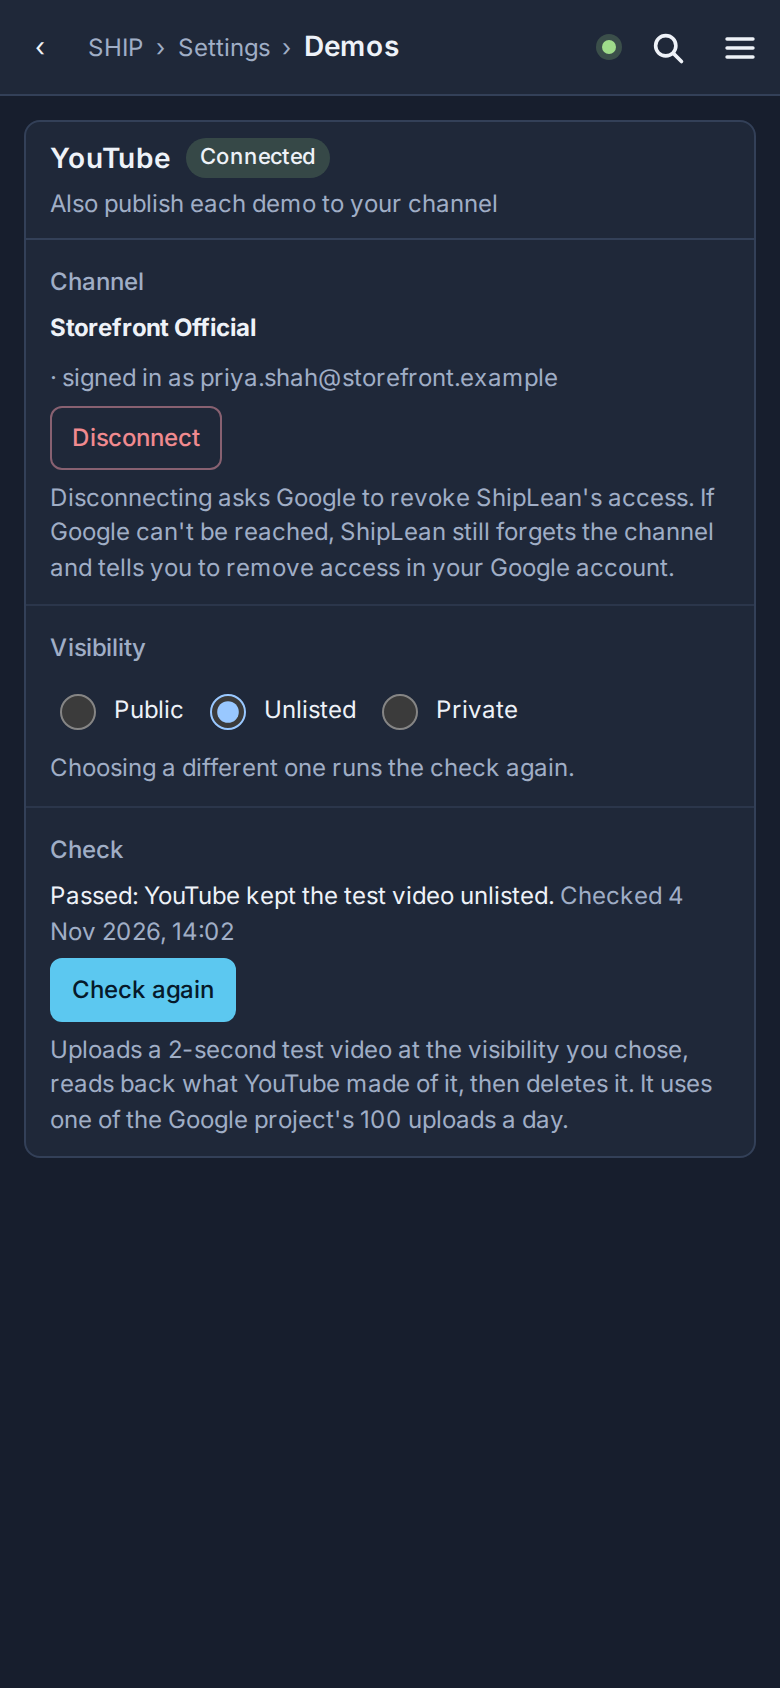 ‹ SHIP › Settings › Demos
YouTube Connected
Also publish each demo to your channel
Channel
Storefront Official
· signed in as priya.shah@storefront.example
Disconnect
Disconnecting asks Google to revoke ShipLean's access. If
Google can't be reached, ShipLean still forgets the channel
and tells you to remove access in your Google account.
Visibility
Public Unlisted Private
Choosing a different one runs the check again.
Check
Passed: YouTube kept the test video unlisted. Checked 4
Nov 2026, 14:02
Check again
Uploads a 2-second test video at the visibility you chose,
reads back what YouTube made of it, then deletes it. It uses
one of the Google project's 100 uploads a day.